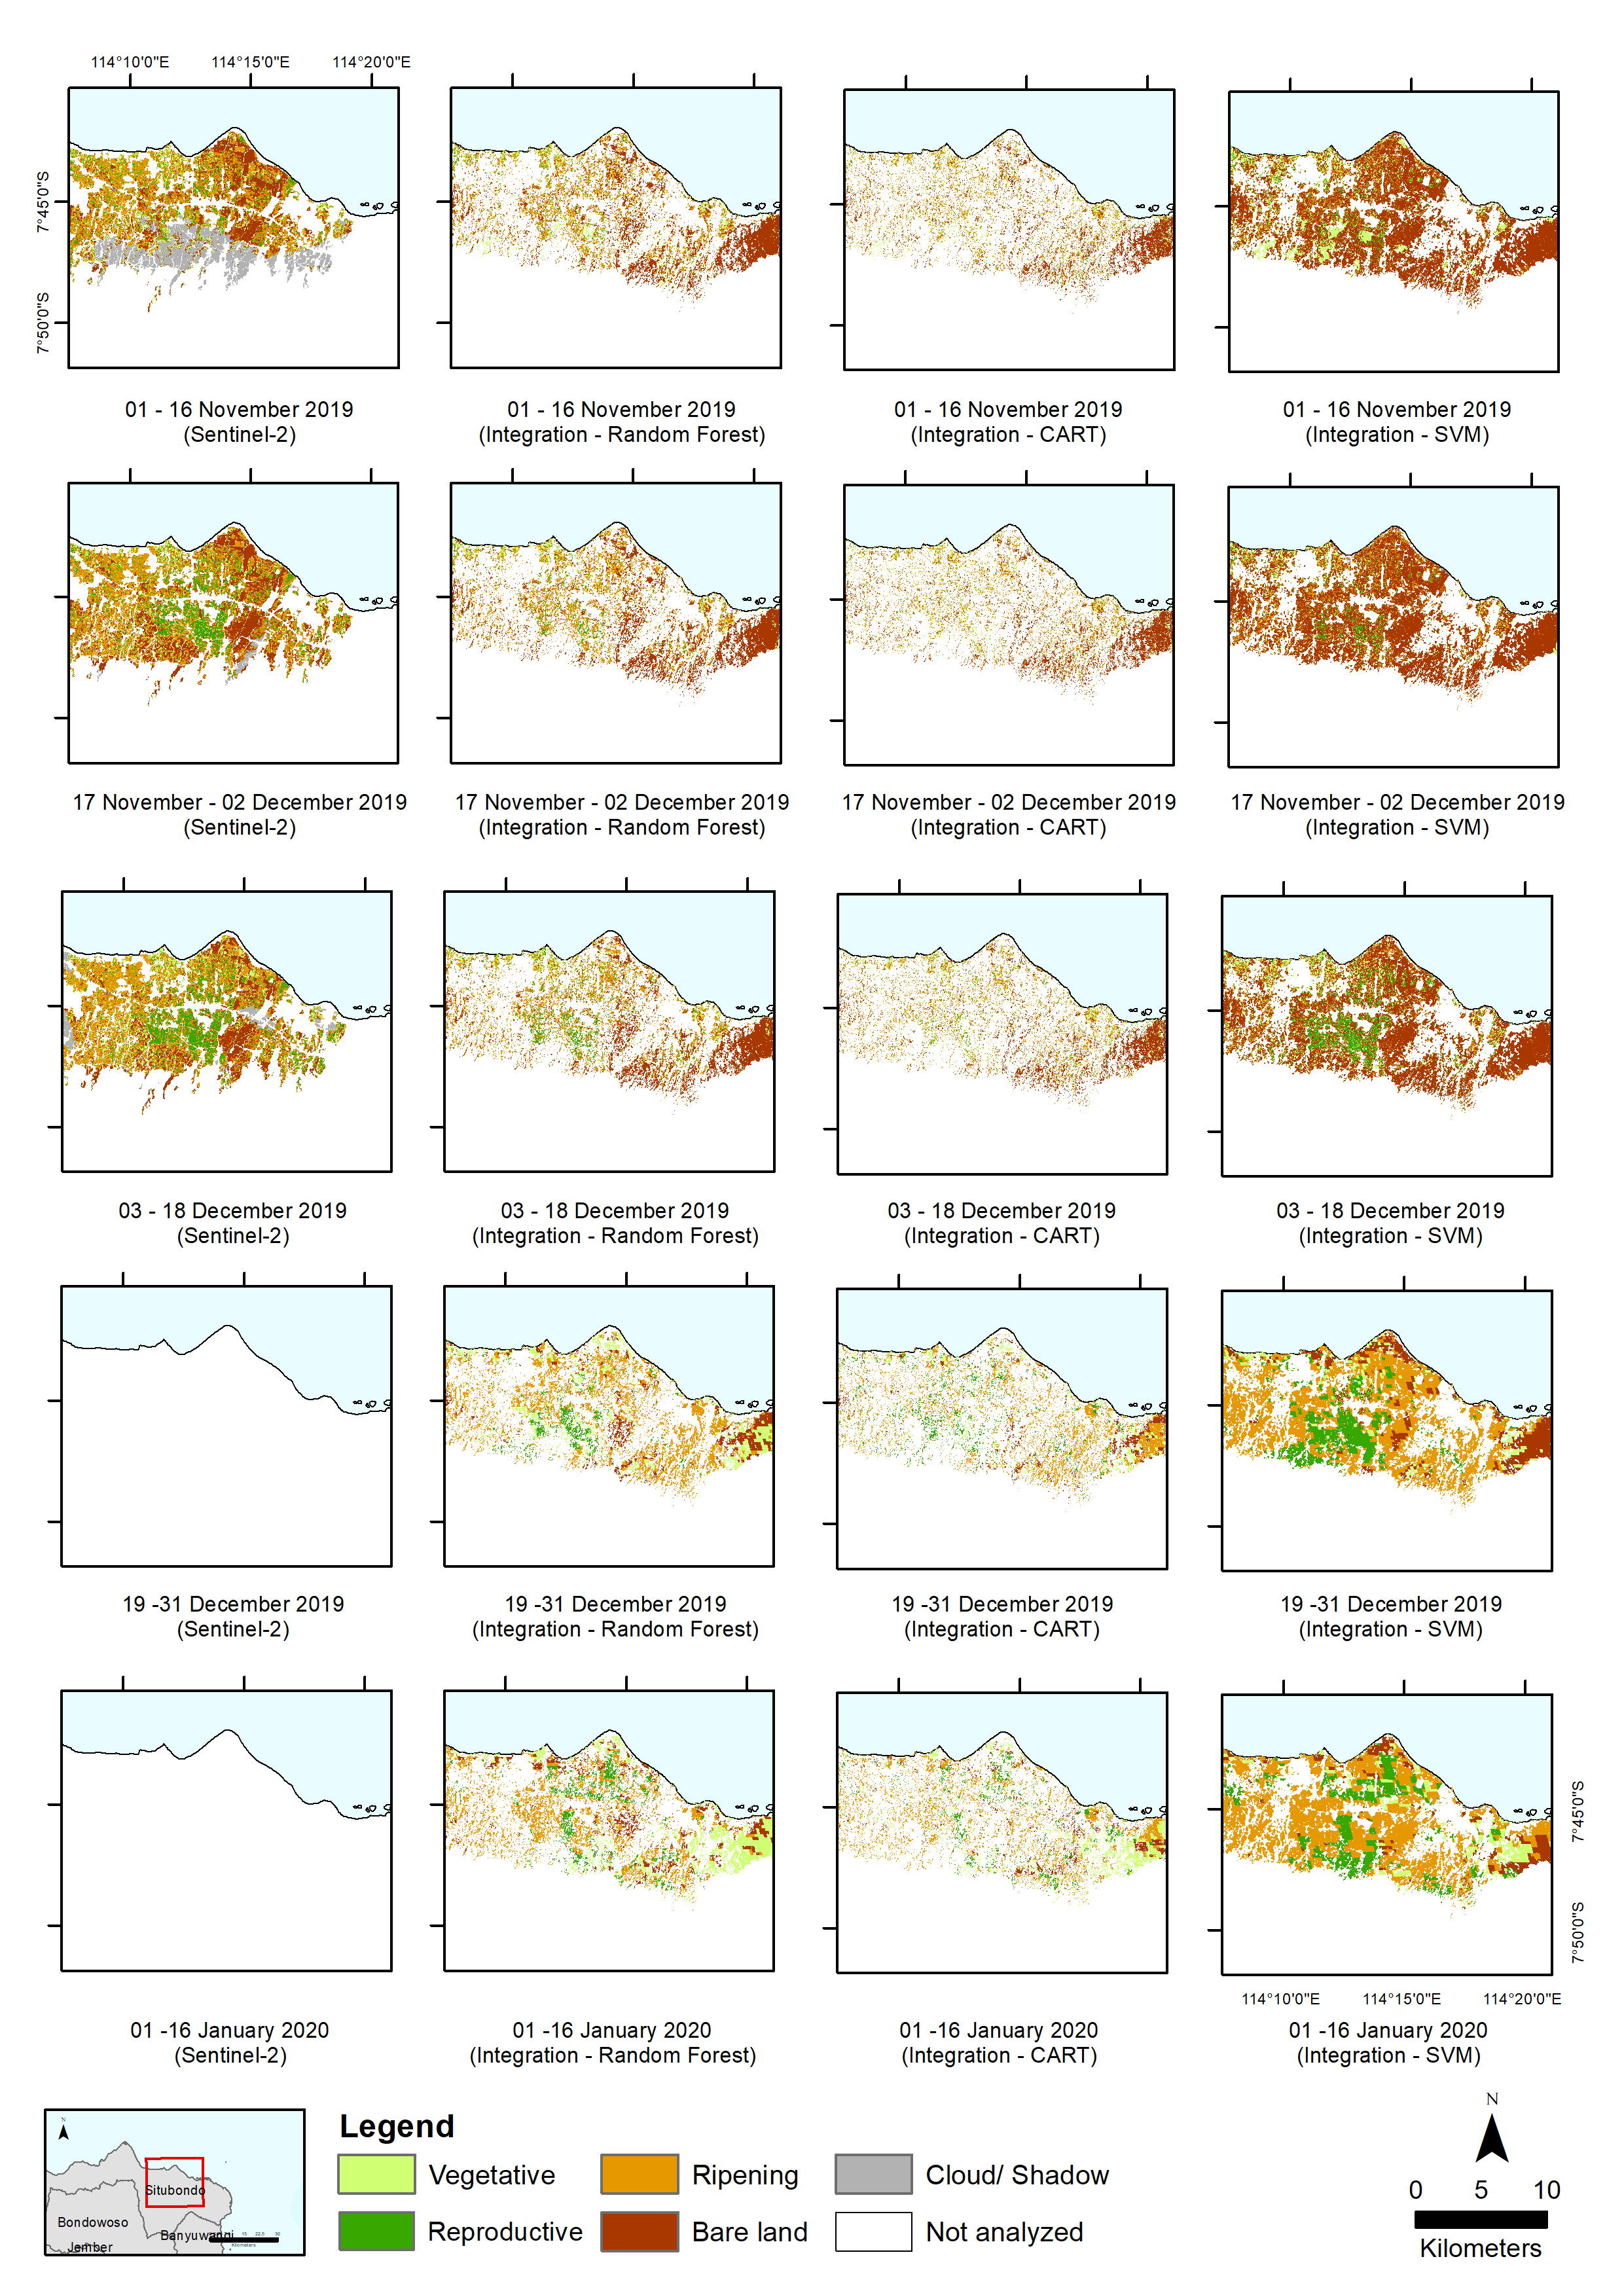 114°10'0"E 114°15'0"E 114°20'0"E
7°45'0"S
7°50'0"S
01 - 16 November 2019 01 - 16 November 2019 01 - 16 November 2019 01 - 16 November 2019
(Sentinel-2) (Integration - Random Forest) (Integration - CART) (Integration - SVM)
17 November - 02 December 2019 17 November - 02 December 2019 17 November - 02 December 2019 17 November - 02 December 2019
(Sentinel-2) (Integration - Random Forest) (Integration - CART) (Integration - SVM)
03 - 18 December 2019 03 - 18 December 2019 03 - 18 December 2019 03 - 18 December 2019
(Sentinel-2) (Integration - Random Forest) (Integration - CART) (Integration - SVM)
19 -31 December 2019 19 -31 December 2019 19 -31 December 2019 19 -31 December 2019
(Sentinel-2) (Integration - Random Forest) (Integration - CART) (Integration - SVM)
7°45'0"S
7°50'0"S
114°10'0"E 114°15'0"E 114°20'0"E
01 -16 January 2020 01 -16 January 2020 01 -16 January 2020 01 -16 January 2020
(Sentinel-2) (Integration - Random Forest) (Integration - CART) (Integration - SVM)
N
Situbondo
Bondowoso
Banyuwangi
Jember
Kilometers
Legend
Vegetative Ripening Cloud/ Shadow
Reproductive Bare land Not analyzed
N
0 5 10
Kilometers